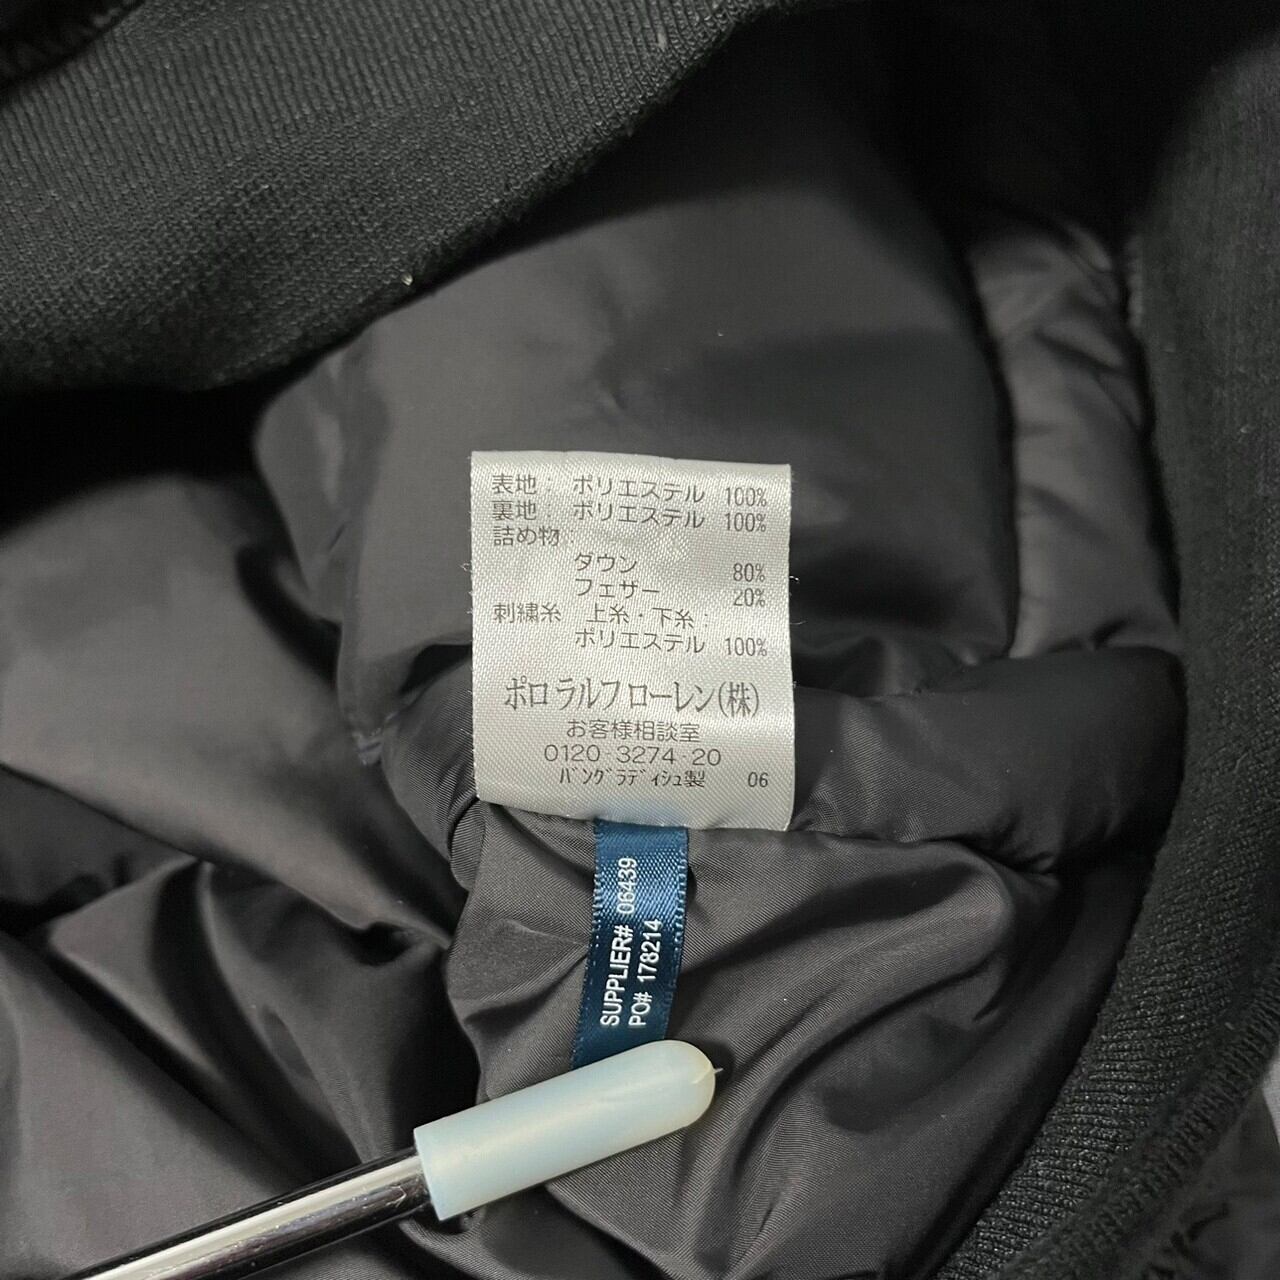 表地: ポリエステル 100%
裏地: ポリエステル 100%
詰め物:
ダウン 80%
フェザー 20%
刺繍糸 上糸・下糸:
ポリエステル 100%
ポロ ラルフ ローレン(株)
お客様相談室
0120-3274-20
バングラディシュ製 06
SUPPLIER# 06439
PO# 178214